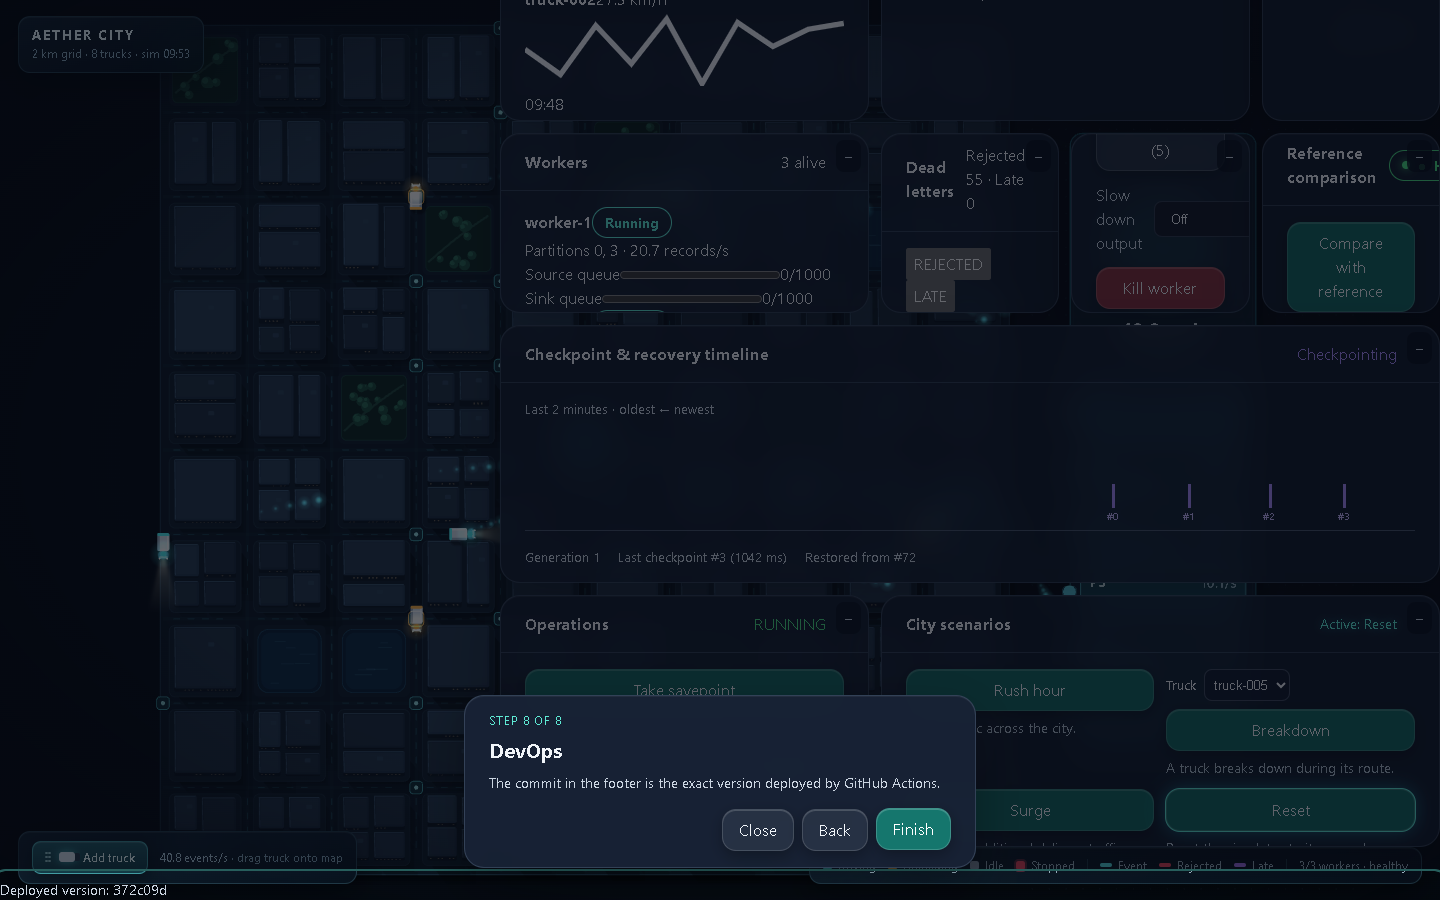 AETHER CITY
2 km grid · 8 trucks · sim 09:53
truck-00227.5 km/h
09:48
Workers
3 alive
worker-1 Running
Partitions 0, 3 · 20.7 records/s
Source queue 0/1000
Sink queue 0/1000
Dead letters
Rejected 55 · Late 0
REJECTED
LATE
(5)
Slow down output
Off
Kill worker
Reference comparison
Compare with reference
Checkpoint & recovery timeline
Checkpointing
Last 2 minutes · oldest ← newest
#0 #1 #2 #3
Generation 1 Last checkpoint #3 (1042 ms) Restored from #72
Operations
RUNNING
Take savepoint
City scenarios
Active: Reset
Rush hour
c across the city.
Truck truck-005
Breakdown
A truck breaks down during its route.
Surge
Reset
STEP 8 OF 8
DevOps
The commit in the footer is the exact version deployed by GitHub Actions.
Close
Back
Finish
Add truck
40.8 events/s · drag truck onto map
Idle Stopped Event Rejected Late 3/3 workers · healthy
Deployed version: 372c09d